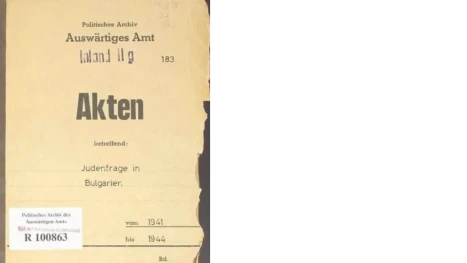 Politisches Archiv
Auswärtiges Amt
Inland II g 183
Akten
betreffend:
Judenfrage in
Bulgarien.
Politisches Archiv des
Auswärtigen Amts
R 100863
vom: 1941
bis 1944
Bd.